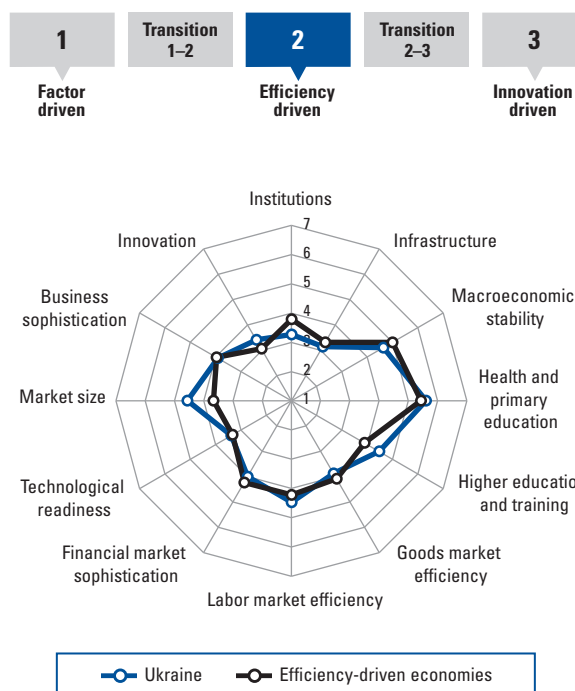 1
Transition
1–2
2
Transition
2–3
3
Factor
driven
Efficiency
driven
Innovation
driven
Institutions
7
6
5
4
3
2
1
Infrastructure
Macroeconomic
stability
Health and
primary
education
Higher educatio
and training
Goods market
efficiency
Labor market efficiency
Financial market
sophistication
Technological
readiness
Market size
Business
sophistication
Innovation
Ukraine
Efficiency-driven economies